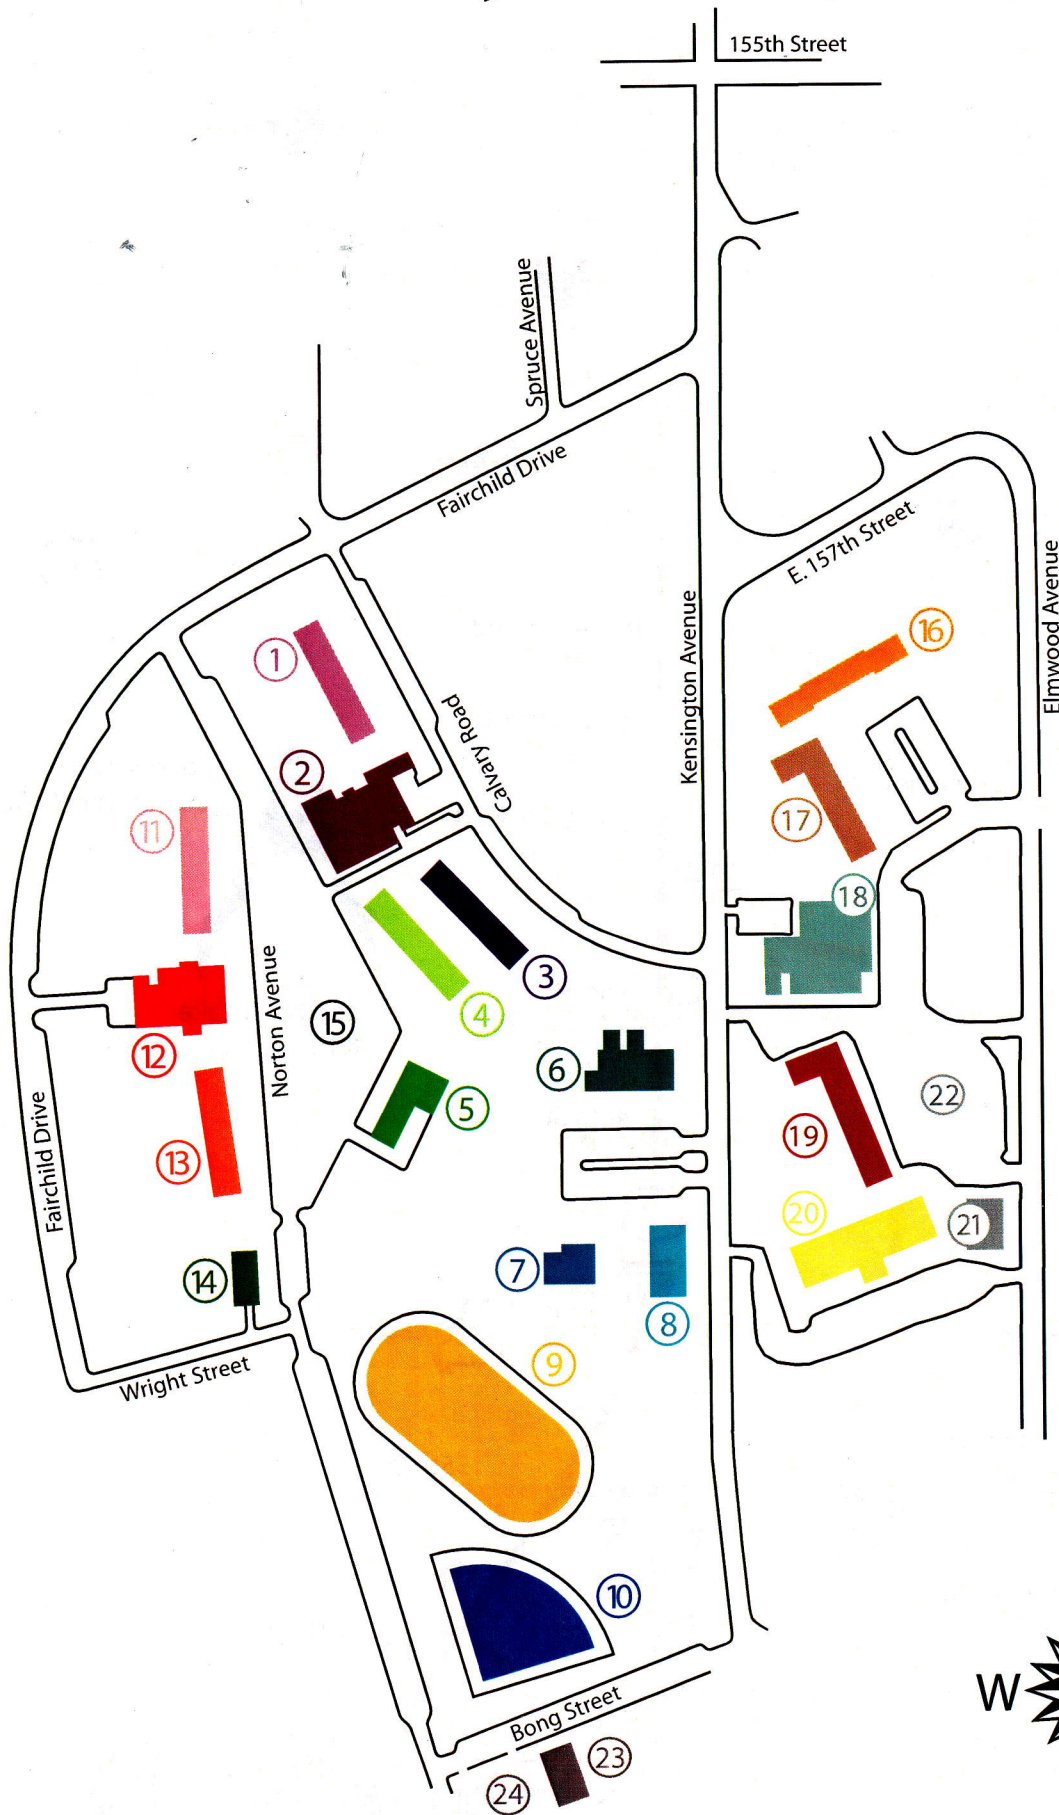 155th Street
Spruce Avenue
Fairchild Drive
E. 157th Street
Elmwood Avenue
Kensington Avenue
Calvary Road
16
1
2
17
11
18
3
4
15
Norton Avenue
12
6
5
22
19
13
Fairchild Drive
20
21
7
14
8
9
Wright Street
10
W
Bong Street
23
24